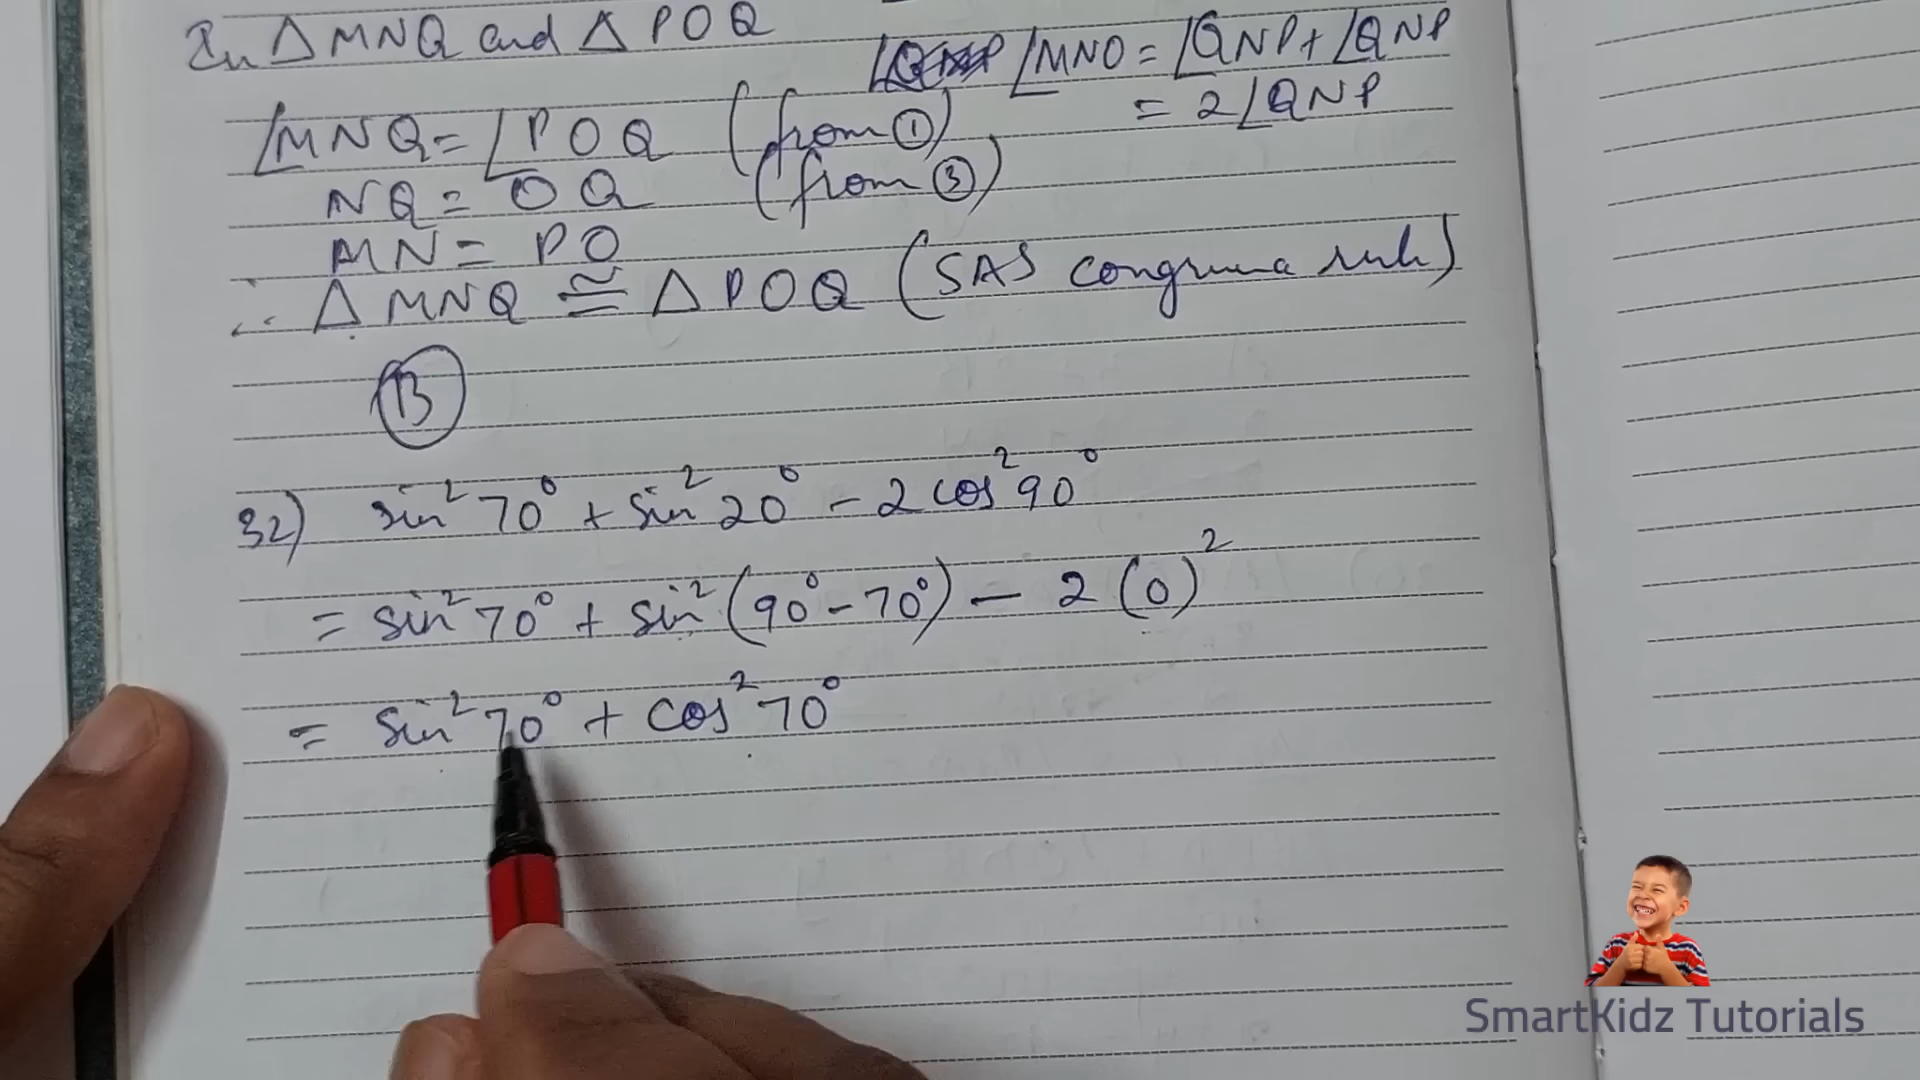 In △MNQ and △POQ
∠MNO = ∠QNP + ∠QNP
= 2∠QNP
∠MNQ = ∠POQ (from ①)
NQ = OQ (from ③)
MN = PO
∴ △MNQ ≅ △POQ (SAS congruence rule)
Ⓑ
32) sin²70° + sin²20° - 2cos²90°
= sin²70° + sin²(90° - 70°) - 2(0)²
= sin²70° + cos²70°
SmartKidz Tutorials